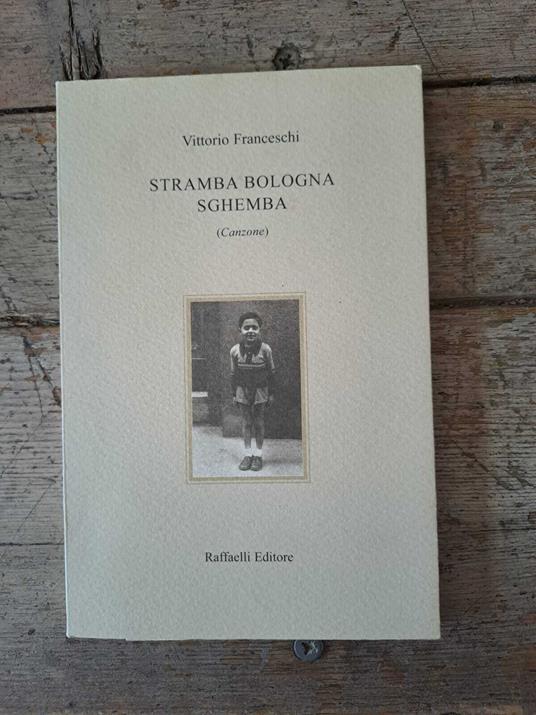 Vittorio Franceschi
STRAMBA BOLOGNA
SGHEMBA
(Canzone)
Raffaelli Editore